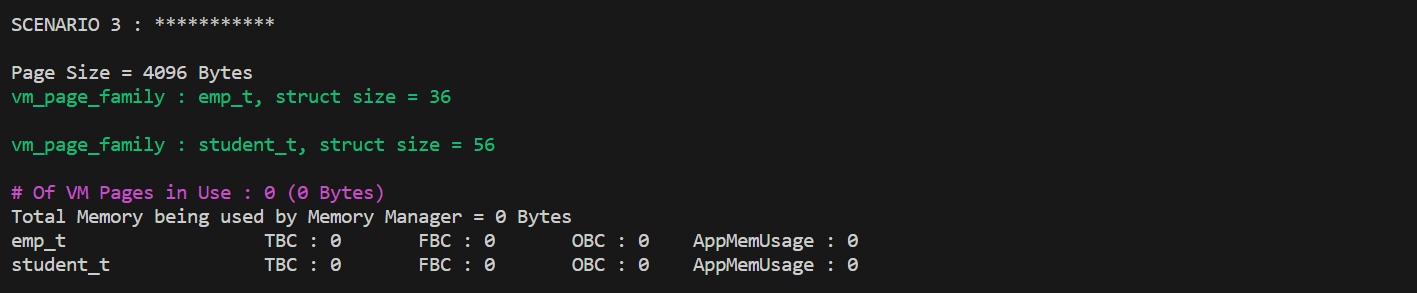 SCENARIO 3 : ***********
Page Size = 4096 Bytes
vm_page_family : emp_t, struct size = 36
vm_page_family : student_t, struct size = 56
# Of VM Pages in Use : 0 (0 Bytes)
Total Memory being used by Memory Manager = 0 Bytes
emp_t TBC : 0 FBC : 0 OBC : 0 AppMemUsage : 0
student_t TBC : 0 FBC : 0 OBC : 0 AppMemUsage : 0